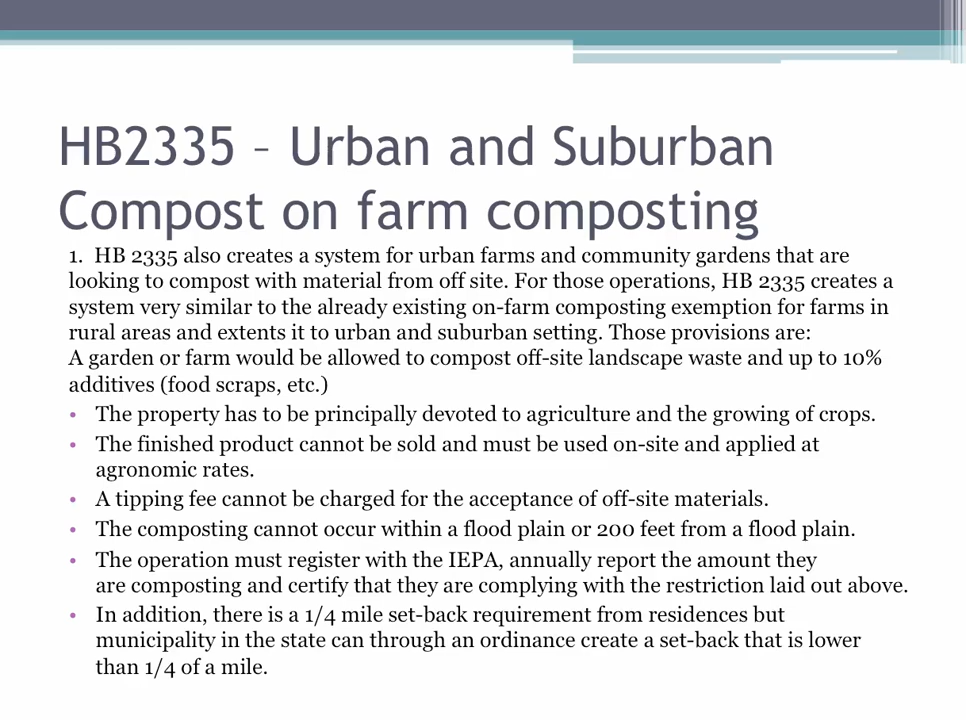 HB2335 – Urban and Suburban
Compost on farm composting
1. HB 2335 also creates a system for urban farms and community gardens that are
looking to compost with material from off site. For those operations, HB 2335 creates a
system very similar to the already existing on-farm composting exemption for farms in
rural areas and extents it to urban and suburban setting. Those provisions are:
A garden or farm would be allowed to compost off-site landscape waste and up to 10%
additives (food scraps, etc.)
• The property has to be principally devoted to agriculture and the growing of crops.
• The finished product cannot be sold and must be used on-site and applied at
agronomic rates.
• A tipping fee cannot be charged for the acceptance of off-site materials.
• The composting cannot occur within a flood plain or 200 feet from a flood plain.
• The operation must register with the IEPA, annually report the amount they
are composting and certify that they are complying with the restriction laid out above.
• In addition, there is a 1/4 mile set-back requirement from residences but
municipality in the state can through an ordinance create a set-back that is lower
than 1/4 of a mile.